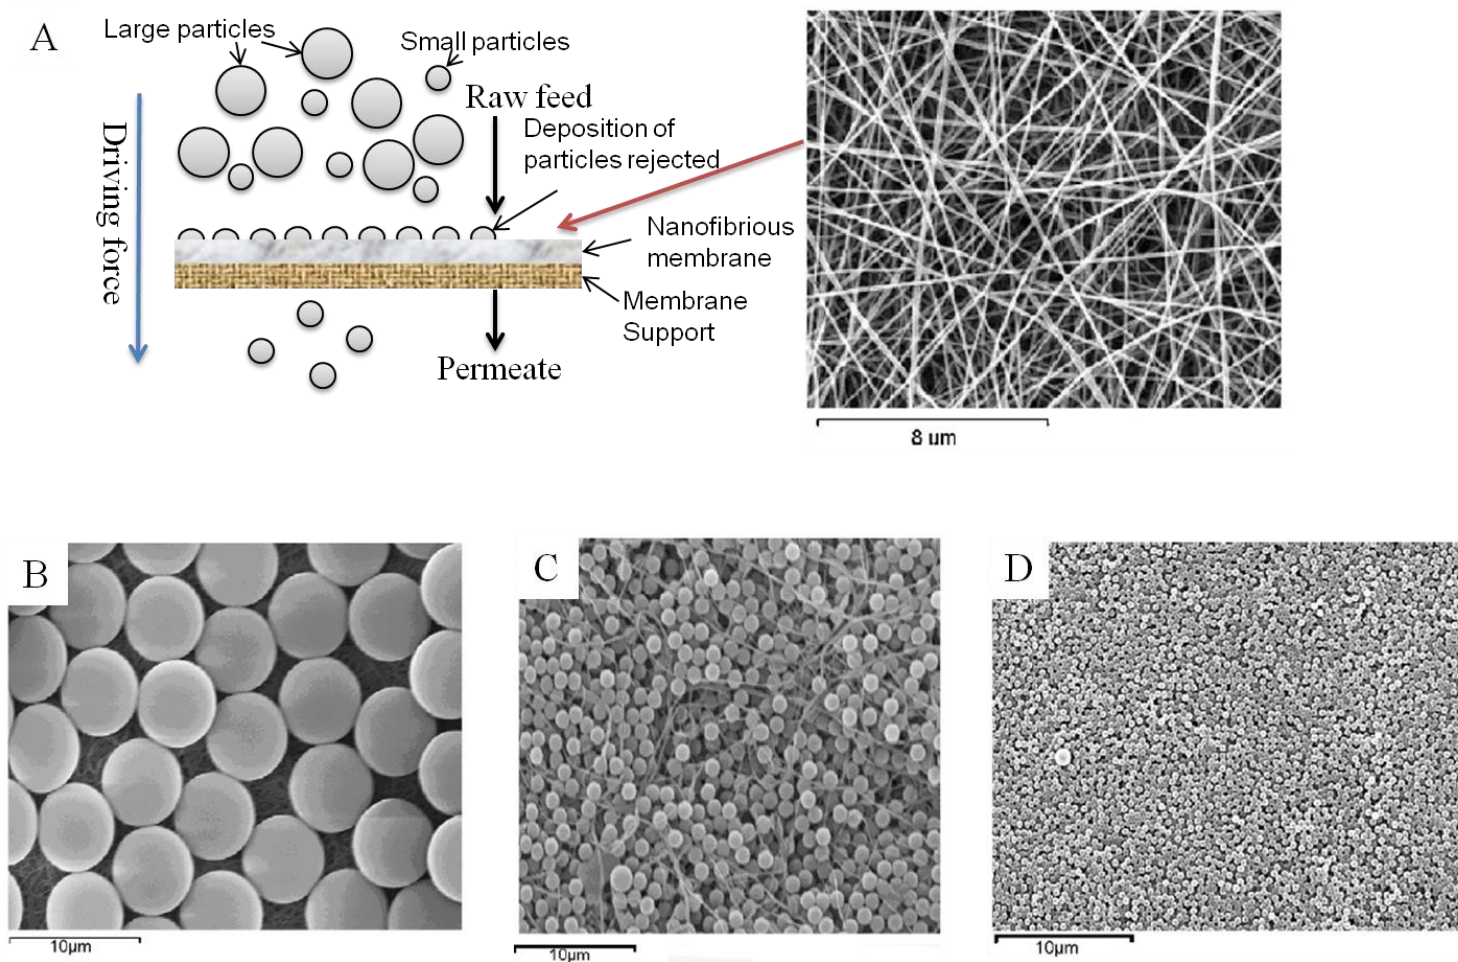 A
Large particles
Small particles
Raw feed
Deposition of
particles rejected
Driving force
Nanofibrious
membrane
Membrane
Support
Permeate
8 um
B
10µm
C
10µm
D
10µm